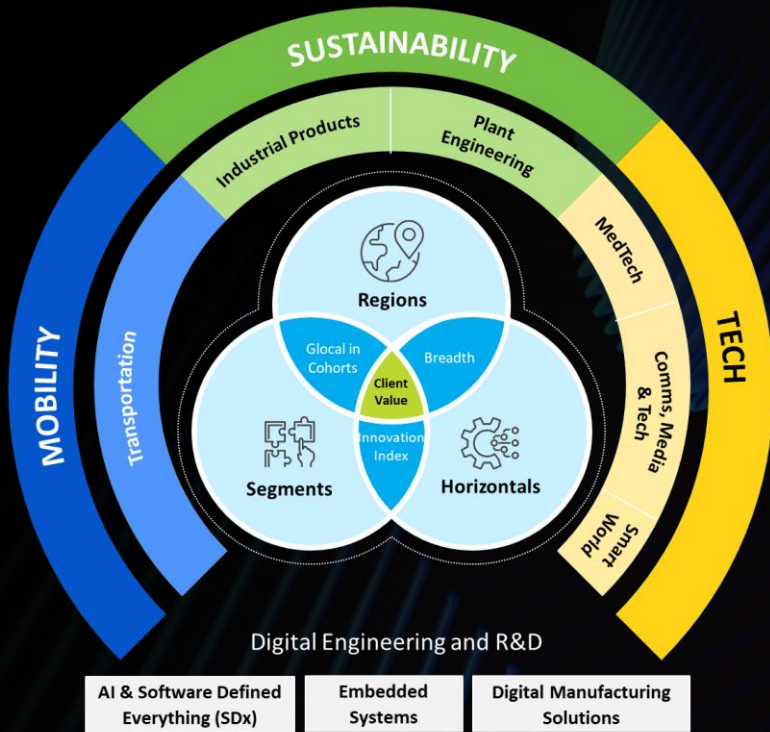 SUSTAINABILITY
Industrial Products
Plant
Engineering
MOBILITY
Transportation
TECH
MedTech
Comms, Media
& Tech
Smart
World
Regions
Glocal in
Cohorts
Breadth
Client
Value
Innovation
Index
Segments
Horizontals
Digital Engineering and R&D
AI & Software Defined
Everything (SDx)
Embedded
Systems
Digital Manufacturing
Solutions